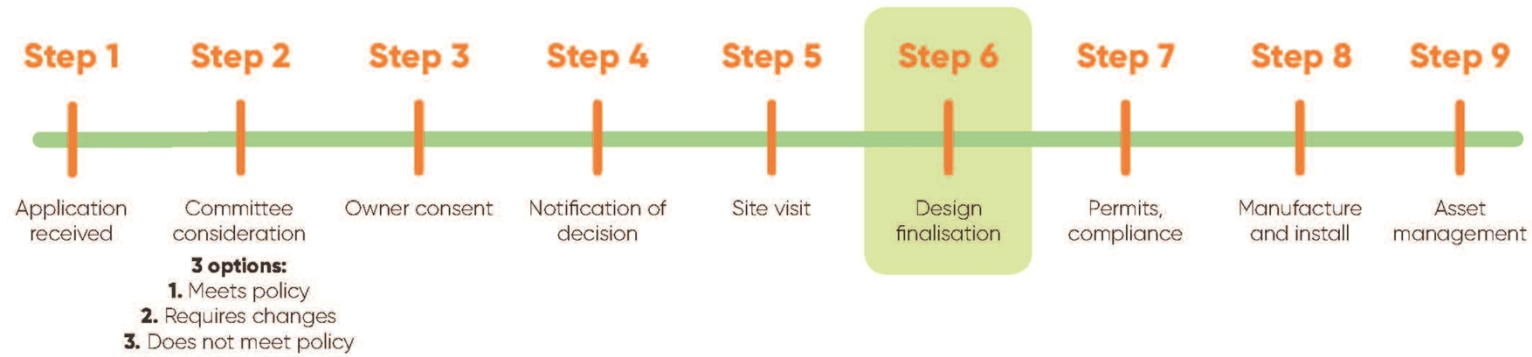 Step 1
Step 2
Step 3
Step 4
Step 5
Step 6
Step 7
Step 8
Step 9
Application
received
Committee
consideration
3 options:
1. Meets policy
2. Requires changes
3. Does not meet policy
Owner consent
Notification of
decision
Site visit
Design
finalisation
Permits,
compliance
Manufacture
and install
Asset
management